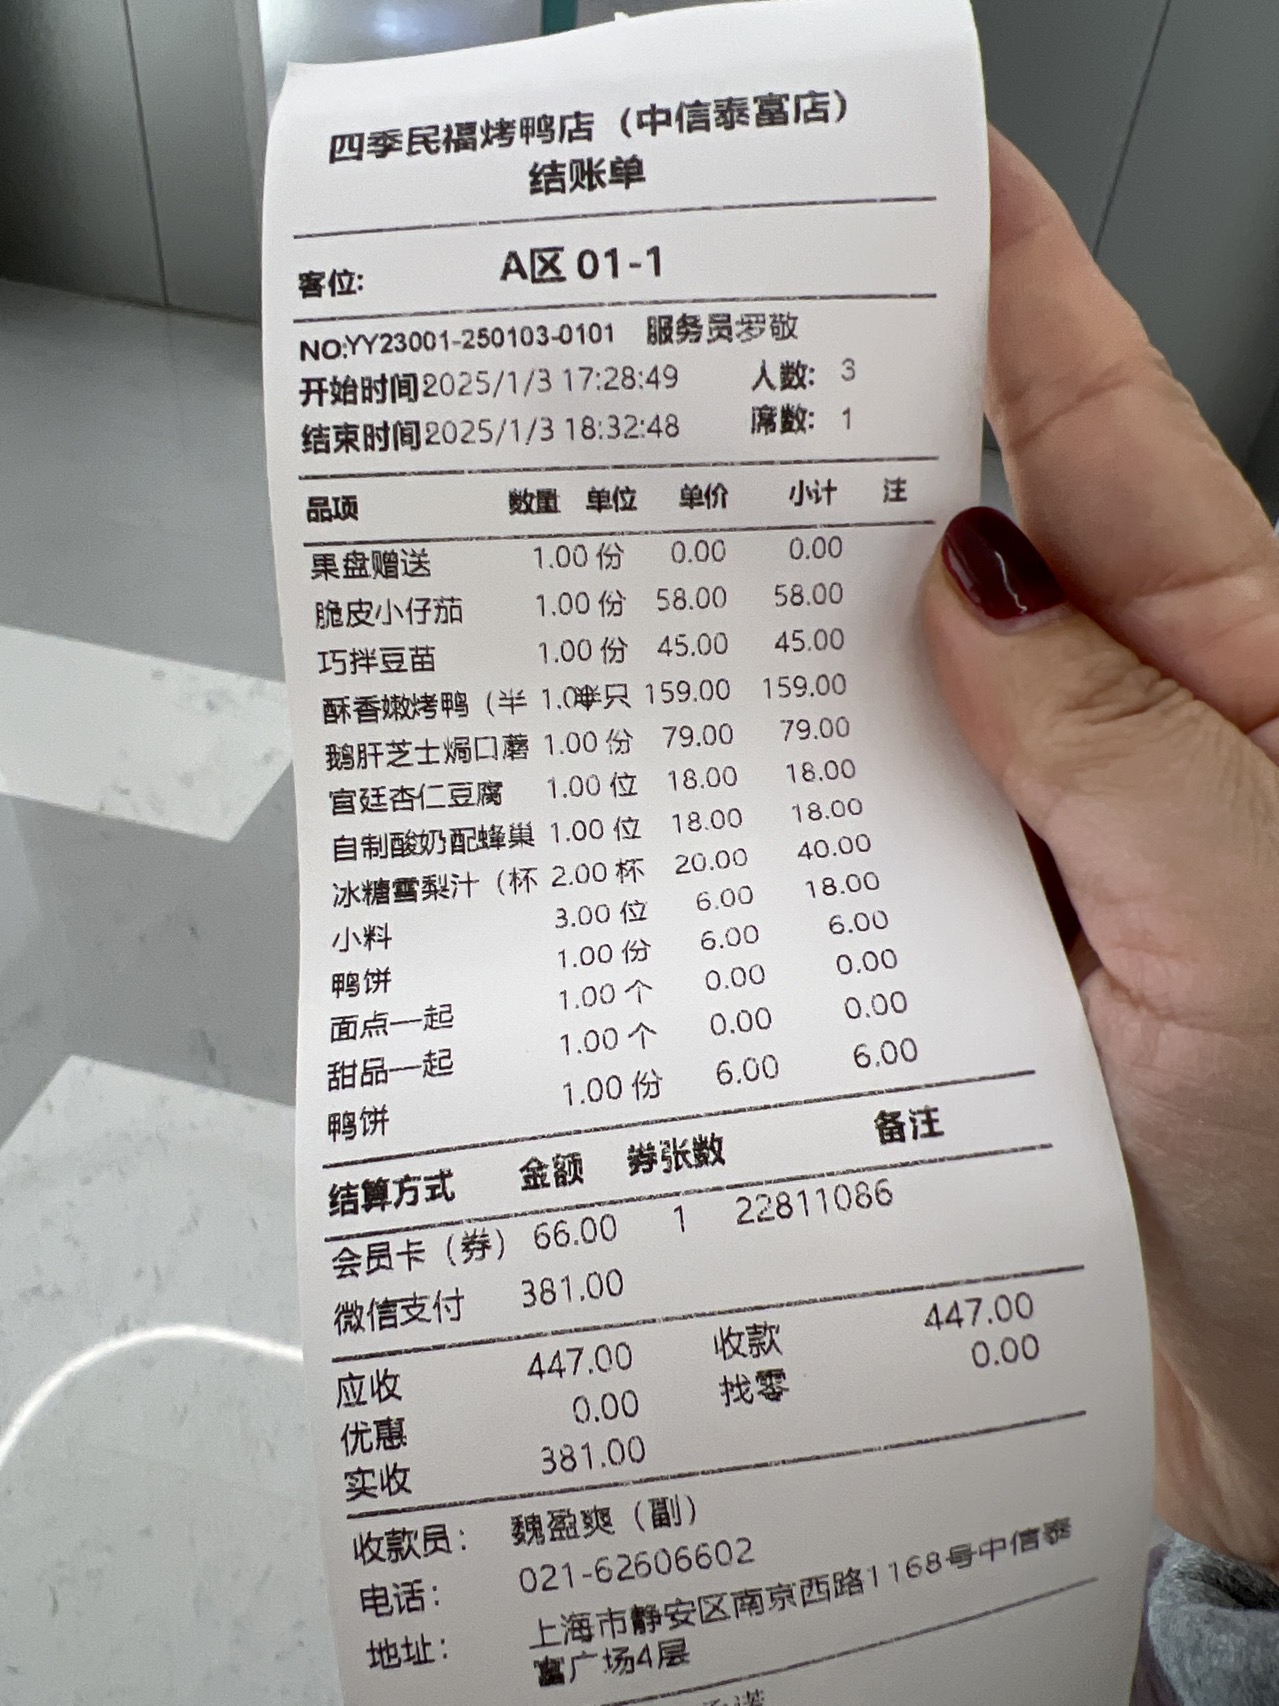 四季民福烤鸭店（中信泰富店）
结账单
客位: A区 01-1
NO:YY23001-250103-0101 服务员罗敬
开始时间2025/1/3 17:28:49 人数: 3
结束时间2025/1/3 18:32:48 席数: 1
品项 数量 单位 单价 小计 注
果盘赠送 1.00 份 0.00 0.00
脆皮小仔茄 1.00 份 58.00 58.00
巧拌豆苗 1.00 份 45.00 45.00
酥香嫩烤鸭（半 1.0半只 159.00 159.00
鹅肝芝士焗口蘑 1.00 份 79.00 79.00
宫廷杏仁豆腐 1.00 位 18.00 18.00
自制酸奶配蜂巢 1.00 位 18.00 18.00
冰糖雪梨汁（杯 2.00 杯 20.00 40.00
小料 3.00 位 6.00 18.00
鸭饼 1.00 份 6.00 6.00
面点一起 1.00 个 0.00 0.00
甜品一起 1.00 个 0.00 0.00
鸭饼 1.00 份 6.00 6.00
结算方式 金额 券张数 备注
会员卡（券） 66.00 1 22811086
微信支付 381.00
应收 447.00 收款 447.00
优惠 0.00 找零 0.00
实收 381.00
收款员: 魏盈爽（副）
电话: 021-62606602
地址: 上海市静安区南京西路1168号中信泰
富广场4层